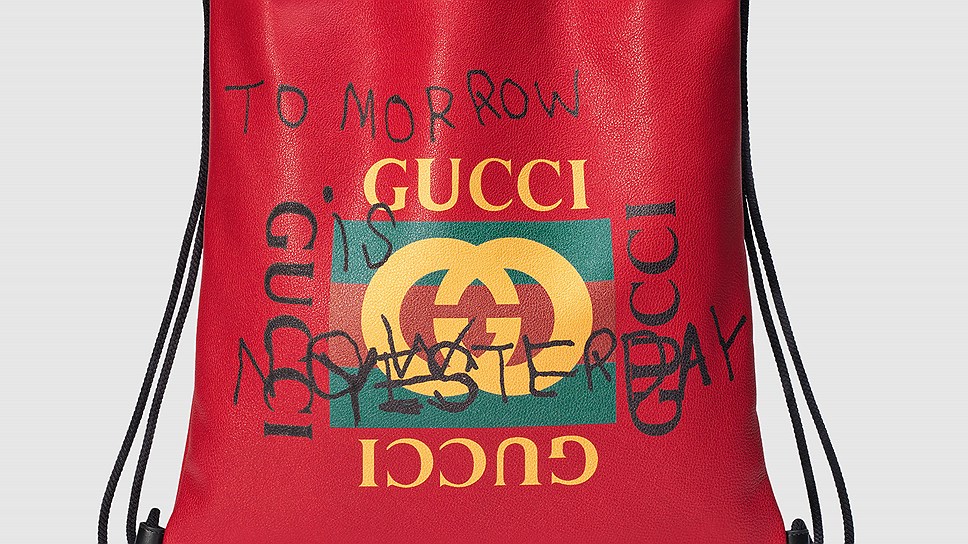 TO MORROW
GUCCI
IS
GUCCI
GUCCI
NOW YESTERDAY
GUCCI